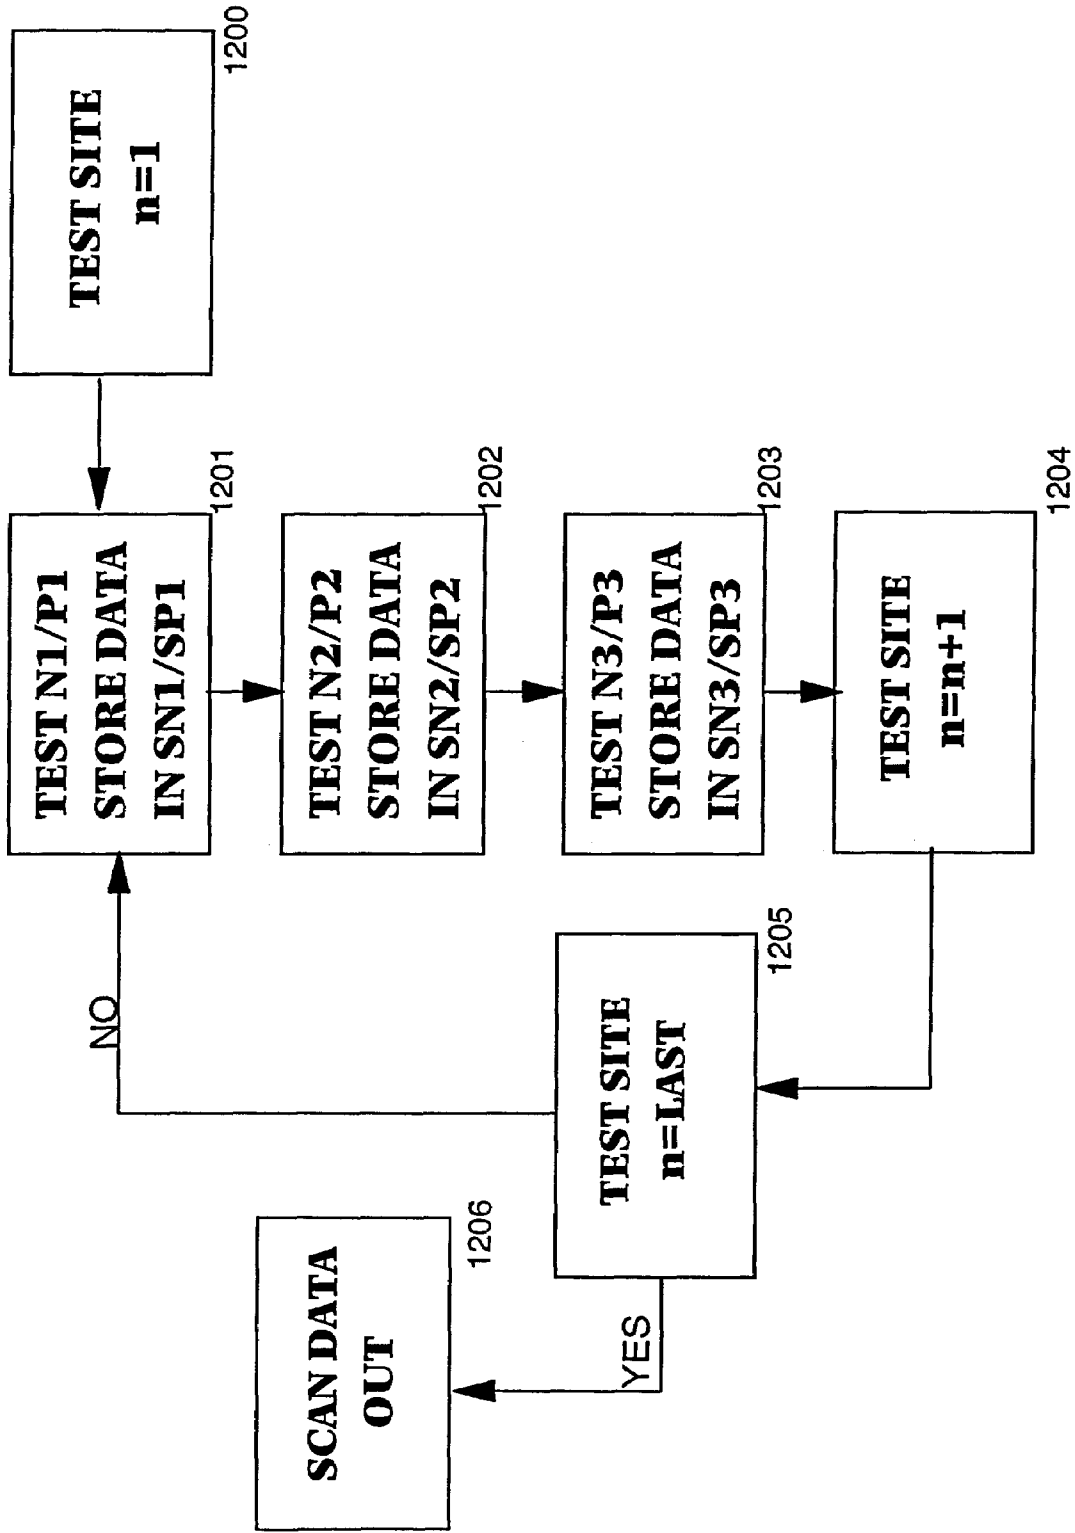 TEST SITE
n=1
1200
TEST N1/P1
STORE DATA
IN SN1/SP1
1201
TEST N2/P2
STORE DATA
IN SN2/SP2
1202
TEST N3/P3
STORE DATA
IN SN3/SP3
1203
TEST SITE
n=n+1
1204
TEST SITE
n=LAST
1205
NO
YES
SCAN DATA
OUT
1206